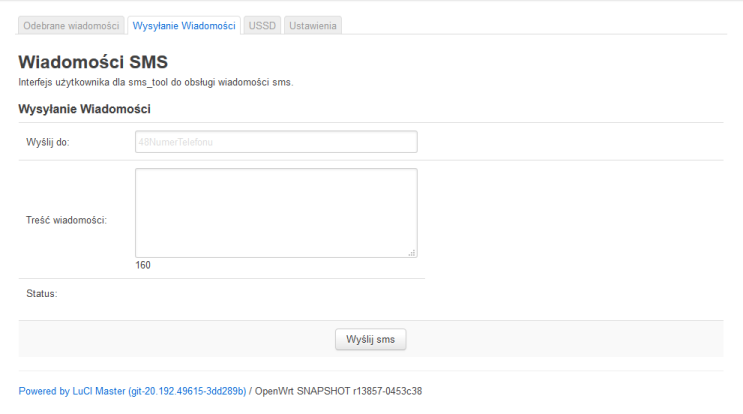 Odebrane wiadomości Wysyłanie Wiadomości USSD Ustawienia
Wiadomości SMS
Interfejs użytkownika dla sms_tool do obsługi wiadomości sms.
Wysyłanie Wiadomości
Wyślij do: 48NumerTelefonu
Treść wiadomości:
160
Status:
Wyślij sms
Powered by LuCI Master (git-20.192.49615-3dd289b) / OpenWrt SNAPSHOT r13857-0453c38